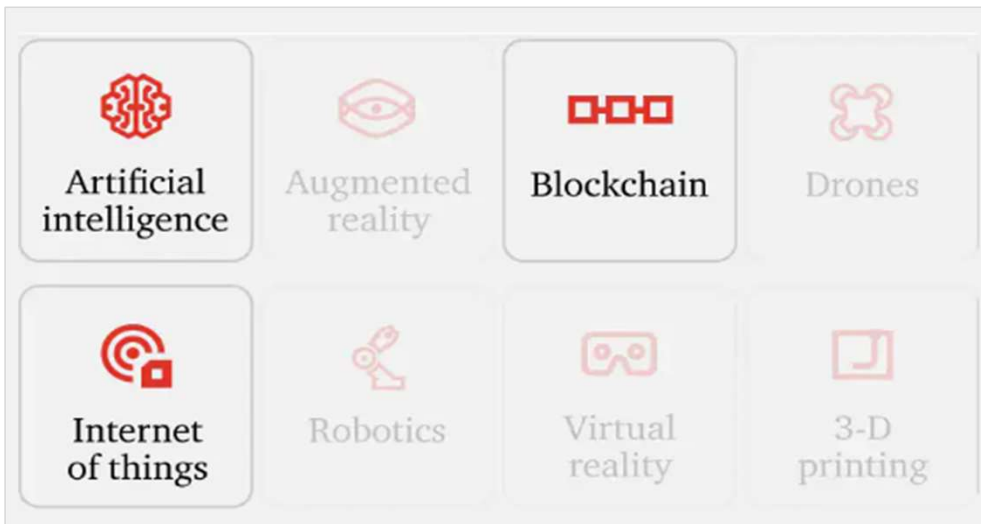 Artificial
intelligence
Augmented
reality
Blockchain
Drones
Internet
of things
Robotics
Virtual
reality
3-D
printing